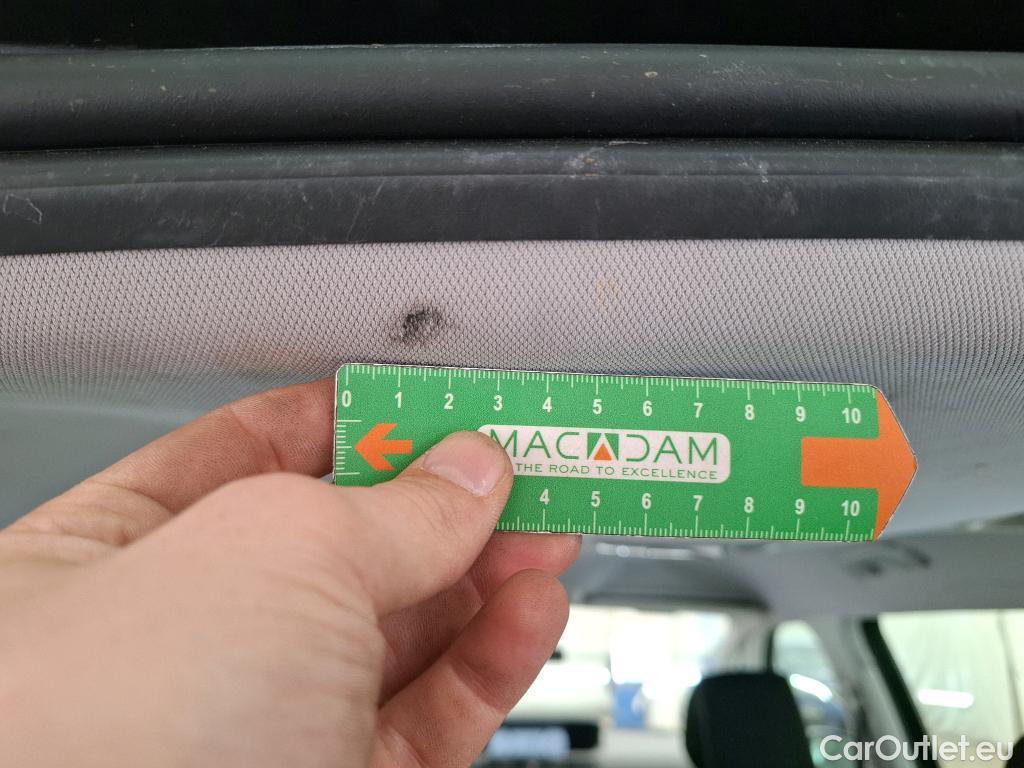 0 1 2 3 4 5 6 7 8 9 10
MACADAM
THE ROAD TO EXCELLENCE
4 5 6 7 8 9 10
CarOutlet.eu